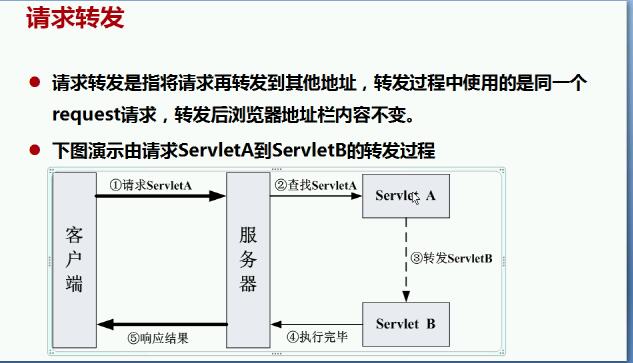 请求转发
请求转发是指将请求再转发到其他地址，转发过程中使用的是同一个
request请求，转发后浏览器地址栏内容不变。
下图演示由请求ServletA到ServletB的转发过程
①请求ServletA
②查找ServletA
Servlet A
客户端
服务器
③转发ServletB
Servlet B
④执行完毕
⑤响应结果